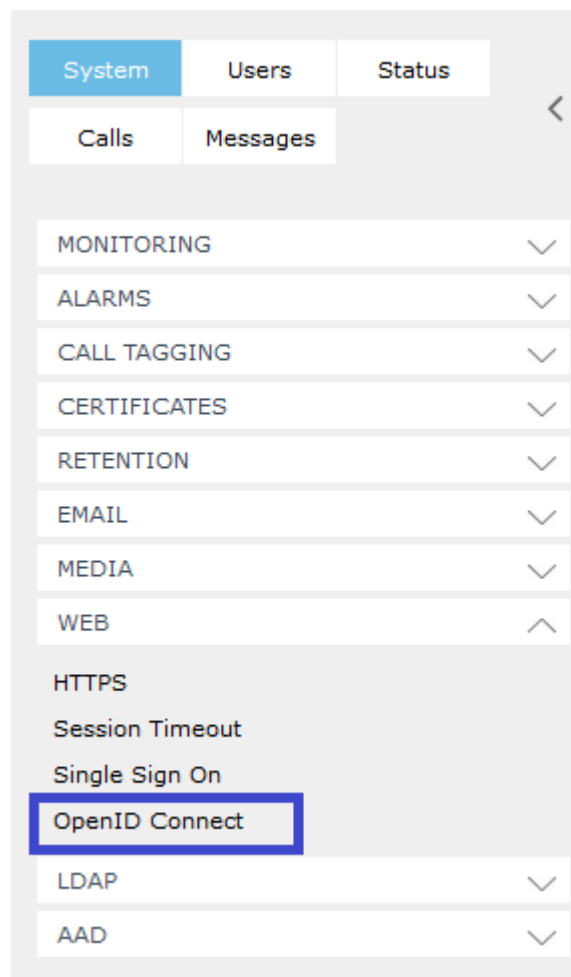 System Users Status
Calls Messages
MONITORING
ALARMS
CALL TAGGING
CERTIFICATES
RETENTION
EMAIL
MEDIA
WEB
HTTPS
Session Timeout
Single Sign On
OpenID Connect
LDAP
AAD